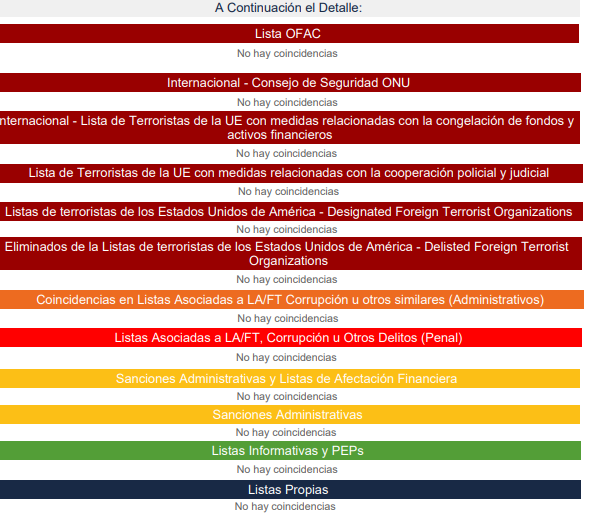 A Continuación el Detalle:
Lista OFAC
No hay coincidencias
Internacional - Consejo de Seguridad ONU
No hay coincidencias
nternacional - Lista de Terroristas de la UE con medidas relacionadas con la congelación de fondos y
activos financieros
No hay coincidencias
Lista de Terroristas de la UE con medidas relacionadas con la cooperación policial y judicial
No hay coincidencias
Listas de terroristas de los Estados Unidos de América - Designated Foreign Terrorist Organizations
No hay coincidencias
Eliminados de la Listas de terroristas de los Estados Unidos de América - Delisted Foreign Terrorist
Organizations
No hay coincidencias
Coincidencias en Listas Asociadas a LA/FT Corrupción u otros similares (Administrativos)
No hay coincidencias
Listas Asociadas a LA/FT, Corrupción u Otros Delitos (Penal)
No hay coincidencias
Sanciones Administrativas y Listas de Afectación Financiera
No hay coincidencias
Sanciones Administrativas
No hay coincidencias
Listas Informativas y PEPs
No hay coincidencias
Listas Propias
No hay coincidencias